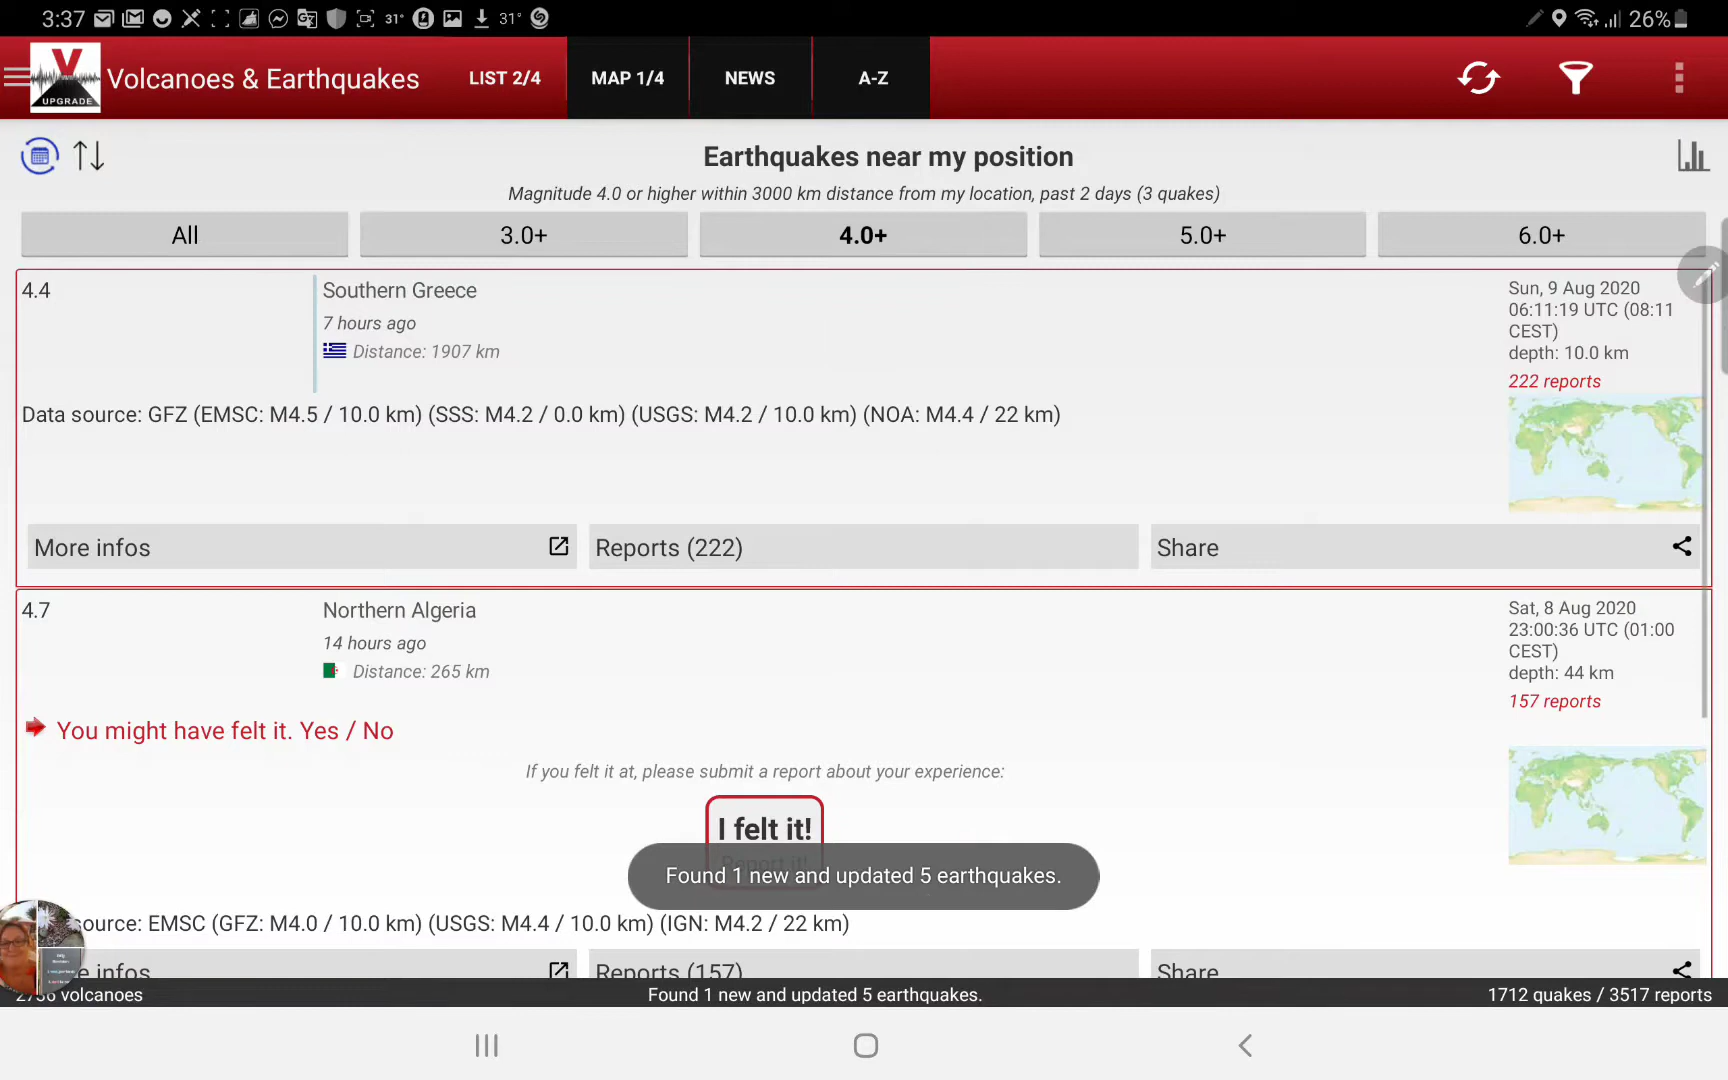 3:37 31° 31° 26%
V
UPGRADE
Volcanoes & Earthquakes LIST 2/4 MAP 1/4 NEWS A-Z
Earthquakes near my position
Magnitude 4.0 or higher within 3000 km distance from my location, past 2 days (3 quakes)
All 3.0+ 4.0+ 5.0+ 6.0+
4.4
Southern Greece
7 hours ago
Distance: 1907 km
Sun, 9 Aug 2020
06:11:19 UTC (08:11
CEST)
depth: 10.0 km
222 reports
Data source: GFZ (EMSC: M4.5 / 10.0 km) (SSS: M4.2 / 0.0 km) (USGS: M4.2 / 10.0 km) (NOA: M4.4 / 22 km)
More infos Reports (222) Share
4.7
Northern Algeria
14 hours ago
Distance: 265 km
Sat, 8 Aug 2020
23:00:36 UTC (01:00
CEST)
depth: 44 km
157 reports
You might have felt it. Yes / No
If you felt it at, please submit a report about your experience:
I felt it!
Report it!
Found 1 new and updated 5 earthquakes.
source: EMSC (GFZ: M4.0 / 10.0 km) (USGS: M4.4 / 10.0 km) (IGN: M4.2 / 22 km)
e infos Reports (157) Share
volcanoes Found 1 new and updated 5 earthquakes. 1712 quakes / 3517 reports